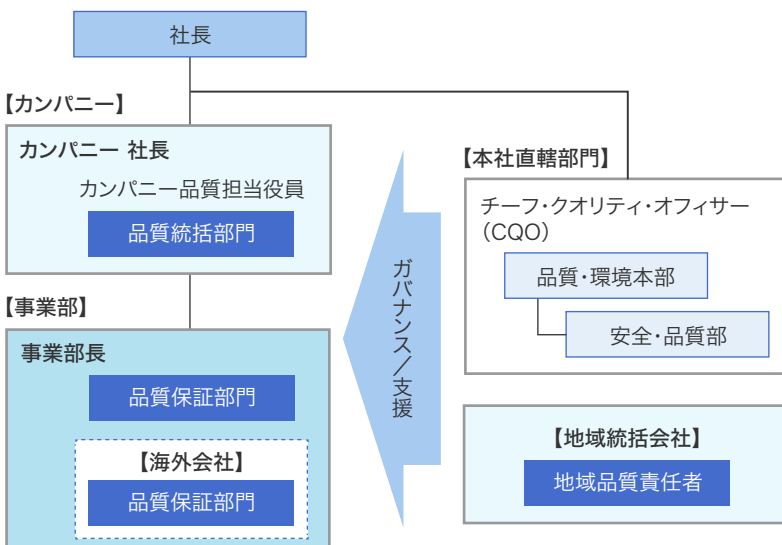 社長
【カンパニー】
カンパニー 社長
カンパニー品質担当役員
品質統括部門
【事業部】
事業部長
品質保証部門
【海外会社】
品質保証部門
ガバナンス／支援
【本社直轄部門】
チーフ・クオリティ・オフィサー
（CQO）
品質・環境本部
安全・品質部
【地域統括会社】
地域品質責任者